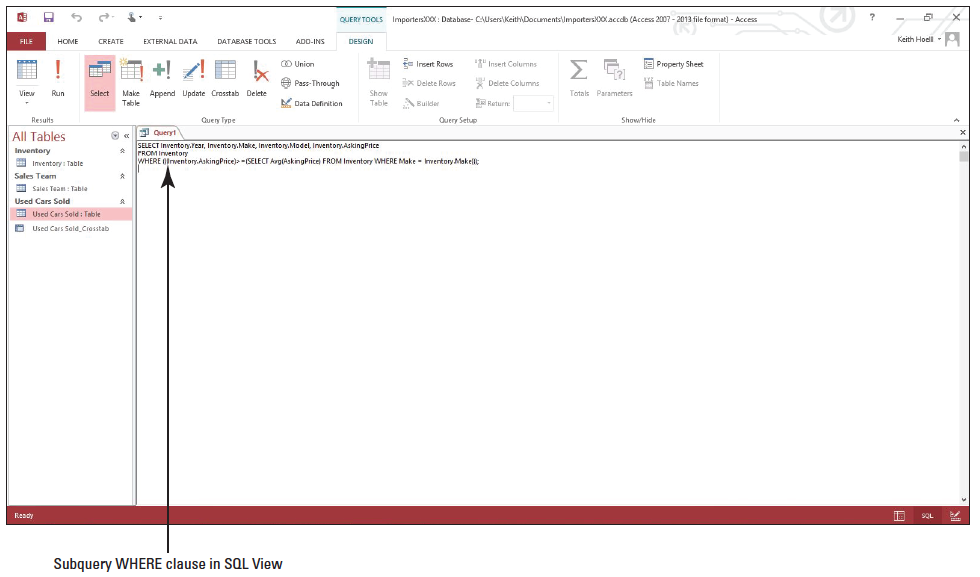 QUERY TOOLS
ImportersXXX : Database- C:\Users\Keith\Documents\ImportersXXX.accdb (Access 2007 - 2013 file format) - Access
?
FILE
HOME
CREATE
EXTERNAL DATA
DATABASE TOOLS
ADD-INS
DESIGN
Keith Hoell
View
Run
Select
Make Table
Append
Update
Crosstab
Delete
Union
Pass-Through
Data Definition
Show Table
Insert Rows
Delete Rows
Builder
Insert Columns
Delete Columns
Return:
Totals
Parameters
Property Sheet
Table Names
Results
Query Type
Query Setup
Show/Hide
All Tables
Inventory
Inventory : Table
Sales Team
Sales Team : Table
Used Cars Sold
Used Cars Sold : Table
Used Cars Sold_Crosstab
Query1
SELECT Inventory.Year, Inventory.Make, Inventory.Model, Inventory.AskingPrice
FROM Inventory
WHERE (((Inventory.AskingPrice)>=(SELECT Avg(AskingPrice) FROM Inventory WHERE Make = Inventory.Make)));
Ready
SQL
Subquery WHERE clause in SQL View